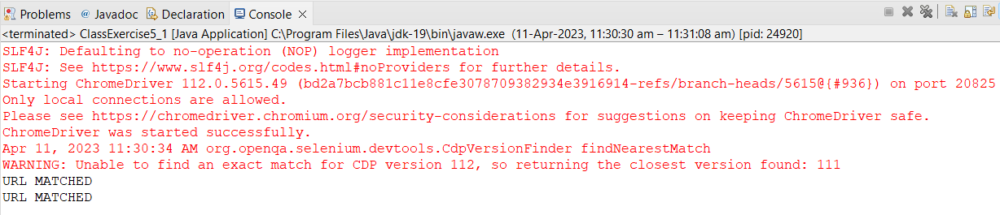 Problems @ Javadoc Declaration Console
<terminated> ClassExercise5_1 [Java Application] C:\Program Files\Java\jdk-19\bin\javaw.exe (11-Apr-2023, 11:30:30 am – 11:31:08 am) [pid: 24920]
SLF4J: Defaulting to no-operation (NOP) logger implementation
SLF4J: See https://www.slf4j.org/codes.html#noProviders for further details.
Starting ChromeDriver 112.0.5615.49 (bd2a7bcb881c11e8cfe3078709382934e3916914-refs/branch-heads/5615@{#936}) on port 20825
Only local connections are allowed.
Please see https://chromedriver.chromium.org/security-considerations for suggestions on keeping ChromeDriver safe.
ChromeDriver was started successfully.
Apr 11, 2023 11:30:34 AM org.openqa.selenium.devtools.CdpVersionFinder findNearestMatch
WARNING: Unable to find an exact match for CDP version 112, so returning the closest version found: 111
URL MATCHED
URL MATCHED